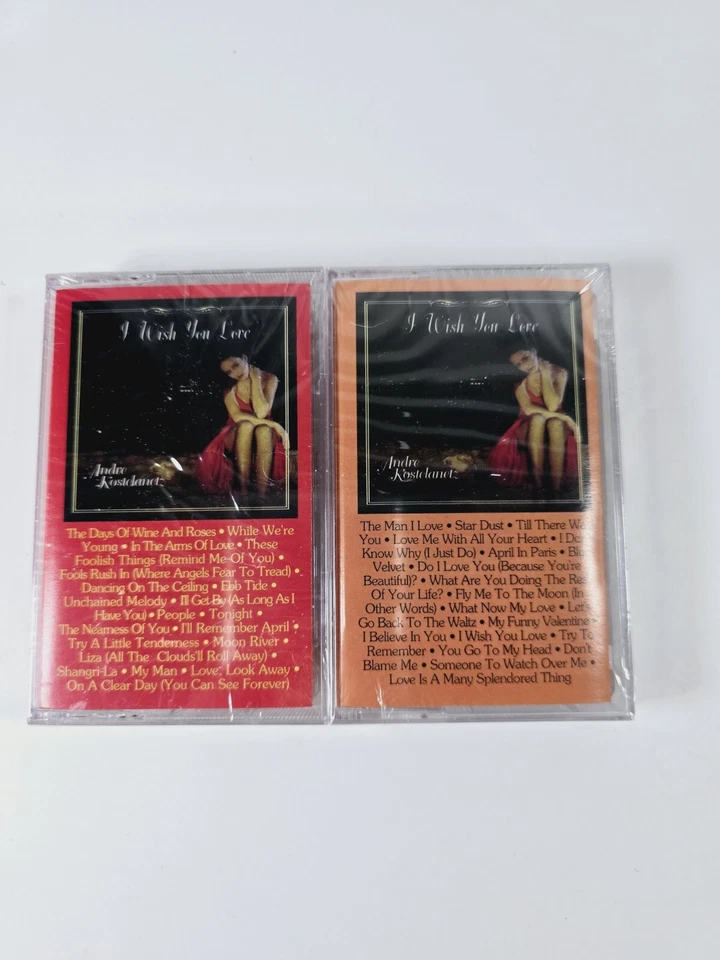 I Wish You Love
Andre
Kostelanetz
The Days Of Wine And Roses • While We're
Young • In The Arms Of Love • These
Foolish Things (Remind Me Of You) •
Fools Rush In (Where Angels Fear To Tread) •
Dancing On The Ceiling • Ebb Tide •
Unchained Melody • I'll Get By (As Long As I
Have You) • People • Tonight •
The Nearness Of You • I'll Remember April •
Try A Little Tenderness • Moon River •
Liza (All The Clouds'll Roll Away) •
Shangri-La • My Man • Love, Look Away •
On A Clear Day (You Can See Forever)
I Wish You Love
Andre
Kostelanetz
The Man I Love • Star Dust • Till There Was
You • Love Me With All Your Heart • I Don't
Know Why (I Just Do) • April In Paris • Blue
Velvet • Do I Love You (Because You're
Beautiful)? • What Are You Doing The Rest
Of Your Life? • Fly Me To The Moon (In
Other Words) • What Now My Love • Let's
Go Back To The Waltz • My Funny Valentine •
I Believe In You • I Wish You Love • Try To
Remember • You Go To My Head • Don't
Blame Me • Someone To Watch Over Me •
Love Is A Many Splendored Thing